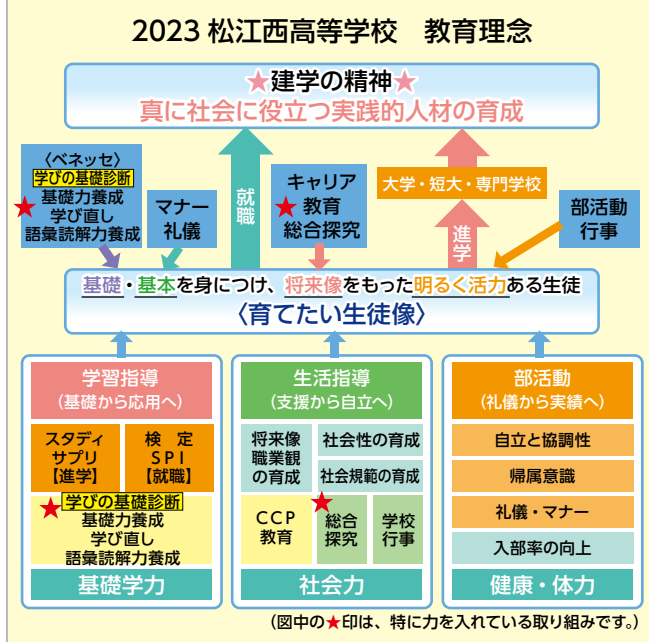 2023 松江西高等学校　教育理念
★建学の精神★
真に社会に役立つ実践的人材の育成
〈ベネッセ〉
学びの基礎診断
★基礎力養成
学び直し
語彙読解力養成
マナー
礼儀
就職
キャリア
★教育
総合探究
大学・短大・専門学校
進学
部活動
行事
基礎・基本を身につけ、将来像をもった明るく活力ある生徒
〈育てたい生徒像〉
学習指導
(基礎から応用へ)
スタディ
サプリ
【進学】
検　定
SPI
【就職】
★学びの基礎診断
基礎力養成
学び直し
語彙読解力養成
基礎学力
生活指導
(支援から自立へ)
将来像
職業観
の育成
社会性の育成
社会規範の育成
CCP
教育
★総合
探究
学校
行事
社会力
部活動
(礼儀から実績へ)
自立と協調性
帰属意識
礼儀・マナー
入部率の向上
健康・体力
(図中の★印は、特に力を入れている取り組みです。)